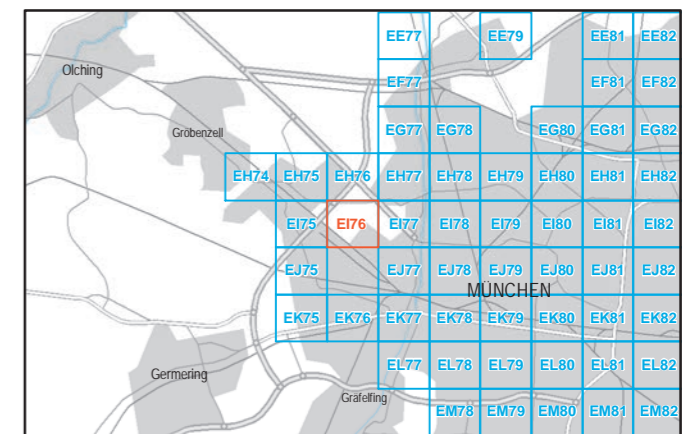 EE77 EE79 EE81 EE82
Olching
EF77 EF81 EF82
Gröbenzell
EG77 EG78 EG80 EG81 EG82
EH74 EH75 EH76 EH77 EH78 EH79 EH80 EH81 EH82
EI75 EI76 EI77 EI78 EI79 EI80 EI81 EI82
EJ75 EJ77 EJ78 EJ79 EJ80 EJ81 EJ82
MÜNCHEN
EK75 EK76 EK77 EK78 EK79 EK80 EK81 EK82
EL77 EL78 EL79 EL80 EL81 EL82
Germering
Gräfelfing
EM78 EM79 EM80 EM81 EM82